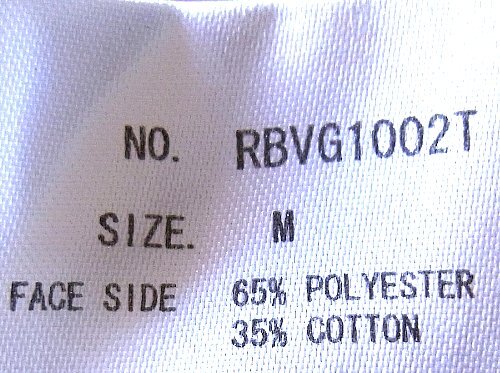 NO. RBVG1002T
SIZE. M
FACE SIDE 65% POLYESTER
35% COTTON